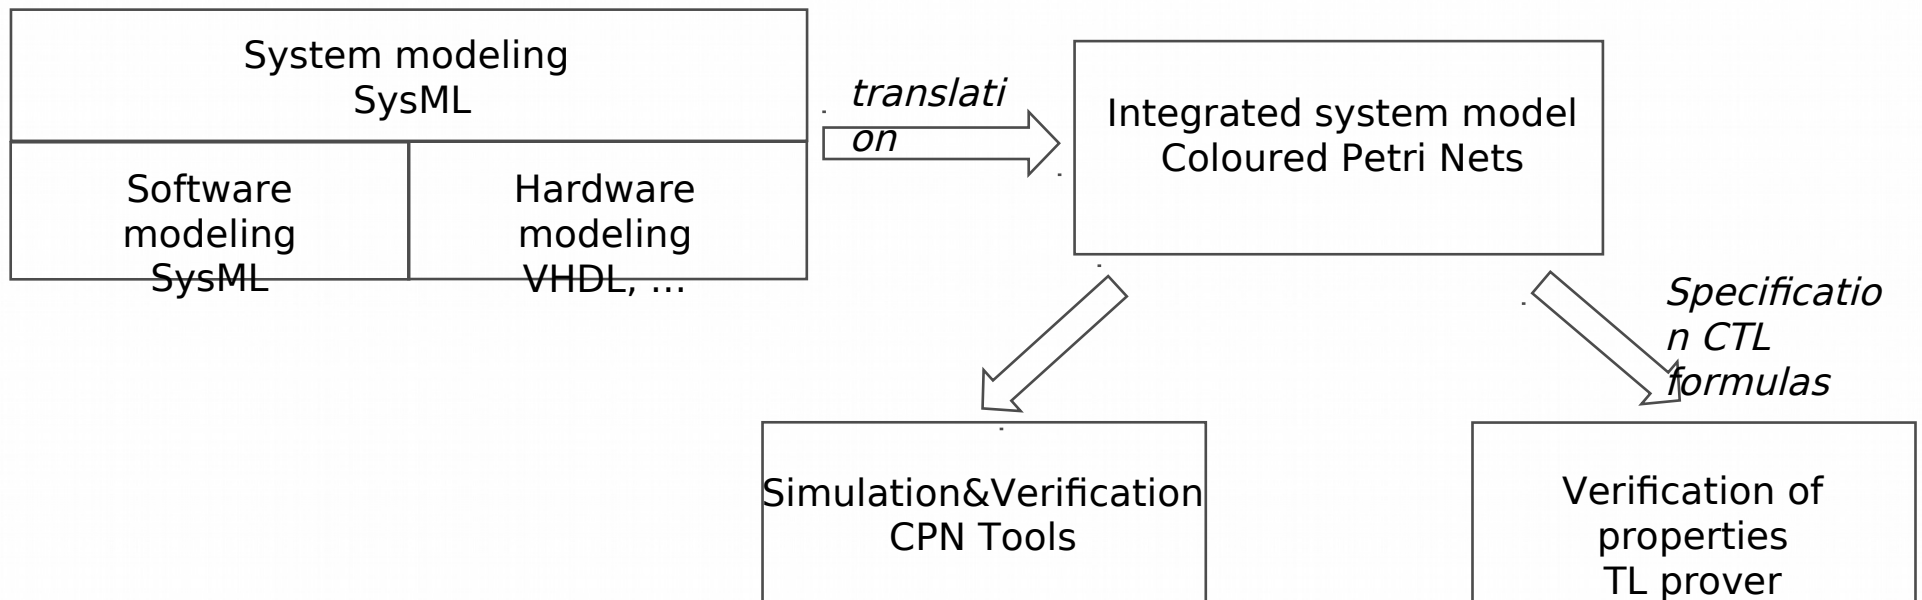 System modeling
SysML
Software
modeling
SysML
Hardware
modeling
VHDL, ...
translati
on
Integrated system model
Coloured Petri Nets
Specificatio
n CTL
formulas
Simulation&Verification
CPN Tools
Verification of
properties
TL prover